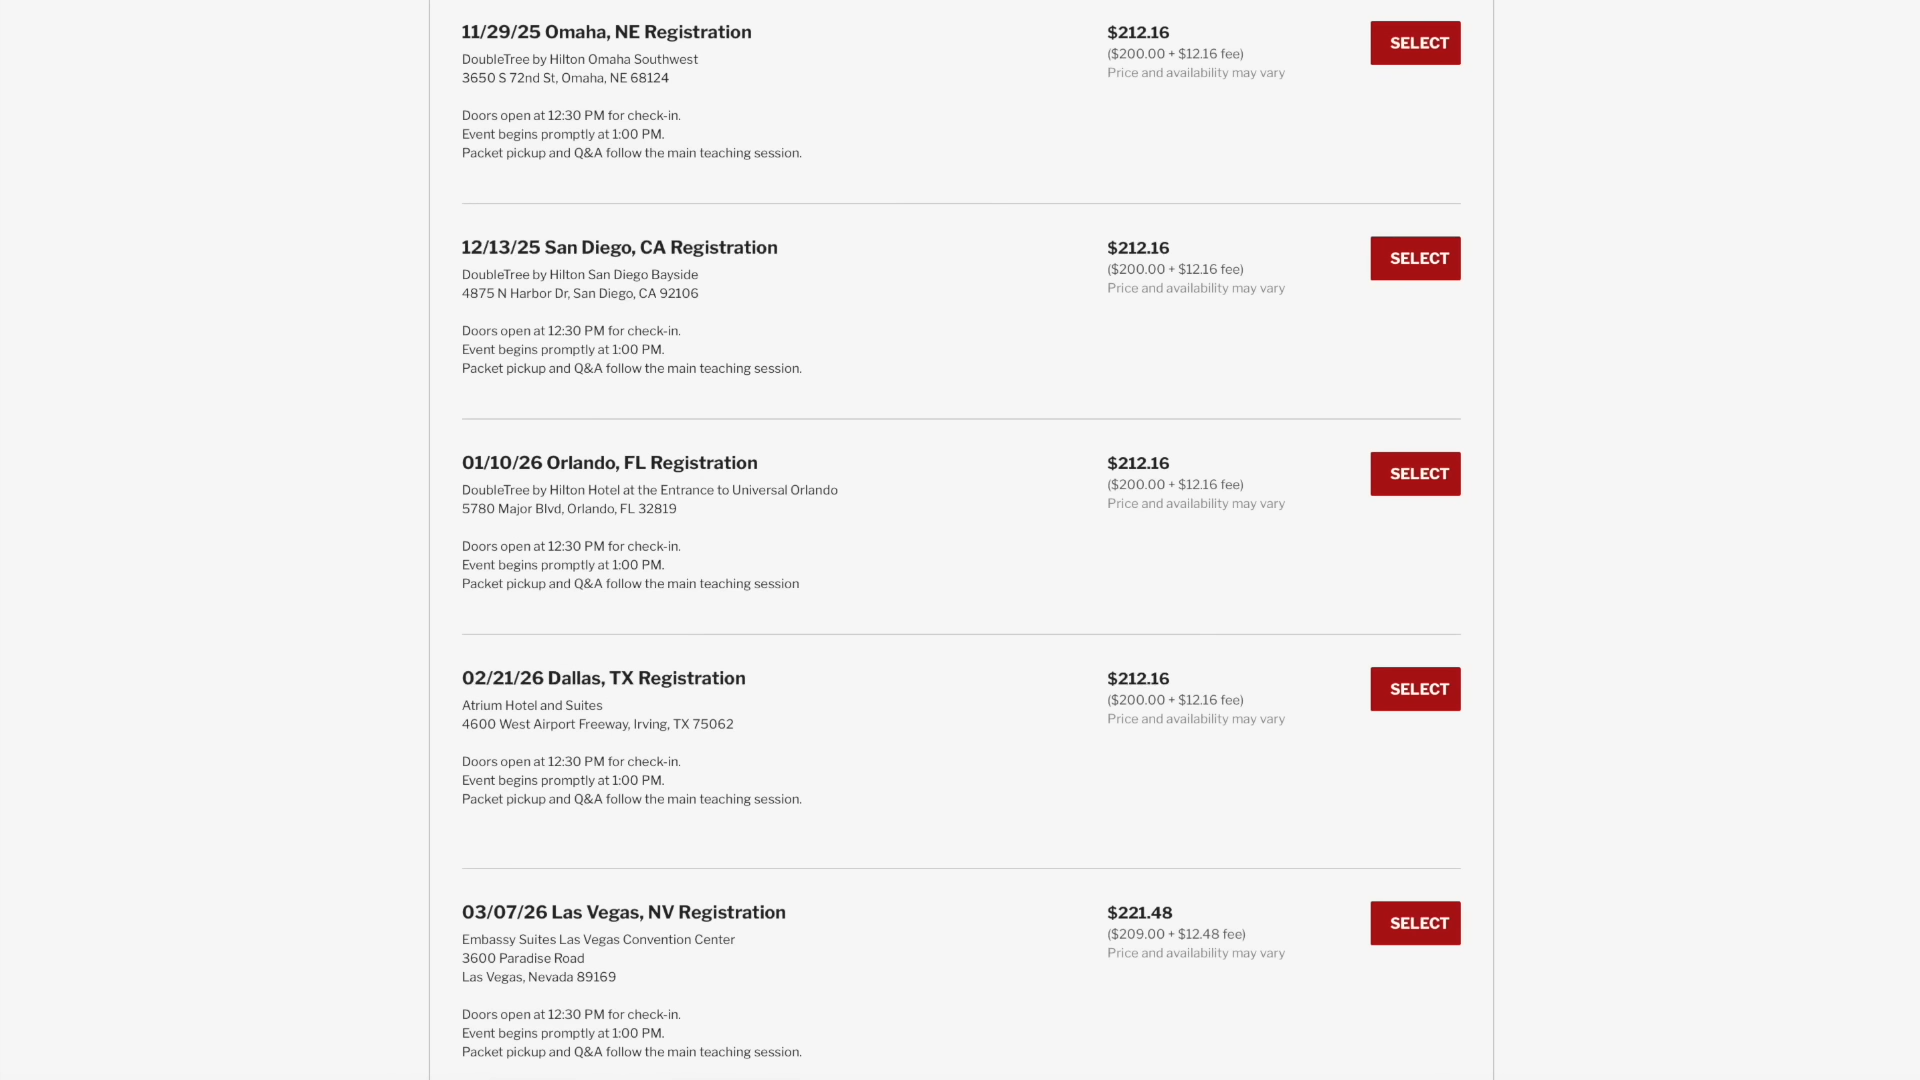 11/29/25 Omaha, NE Registration
DoubleTree by Hilton Omaha Southwest
3650 S 72nd St, Omaha, NE 68124
Doors open at 12:30 PM for check-in.
Event begins promptly at 1:00 PM.
Packet pickup and Q&A follow the main teaching session.
$212.16
($200.00 + $12.16 fee)
Price and availability may vary
SELECT
12/13/25 San Diego, CA Registration
DoubleTree by Hilton San Diego Bayside
4875 N Harbor Dr, San Diego, CA 92106
Doors open at 12:30 PM for check-in.
Event begins promptly at 1:00 PM.
Packet pickup and Q&A follow the main teaching session.
$212.16
($200.00 + $12.16 fee)
Price and availability may vary
SELECT
01/10/26 Orlando, FL Registration
DoubleTree by Hilton Hotel at the Entrance to Universal Orlando
5780 Major Blvd, Orlando, FL 32819
Doors open at 12:30 PM for check-in.
Event begins promptly at 1:00 PM.
Packet pickup and Q&A follow the main teaching session
$212.16
($200.00 + $12.16 fee)
Price and availability may vary
SELECT
02/21/26 Dallas, TX Registration
Atrium Hotel and Suites
4600 West Airport Freeway, Irving, TX 75062
Doors open at 12:30 PM for check-in.
Event begins promptly at 1:00 PM.
Packet pickup and Q&A follow the main teaching session.
$212.16
($200.00 + $12.16 fee)
Price and availability may vary
SELECT
03/07/26 Las Vegas, NV Registration
Embassy Suites Las Vegas Convention Center
3600 Paradise Road
Las Vegas, Nevada 89169
Doors open at 12:30 PM for check-in.
Event begins promptly at 1:00 PM.
Packet pickup and Q&A follow the main teaching session.
$221.48
($209.00 + $12.48 fee)
Price and availability may vary
SELECT